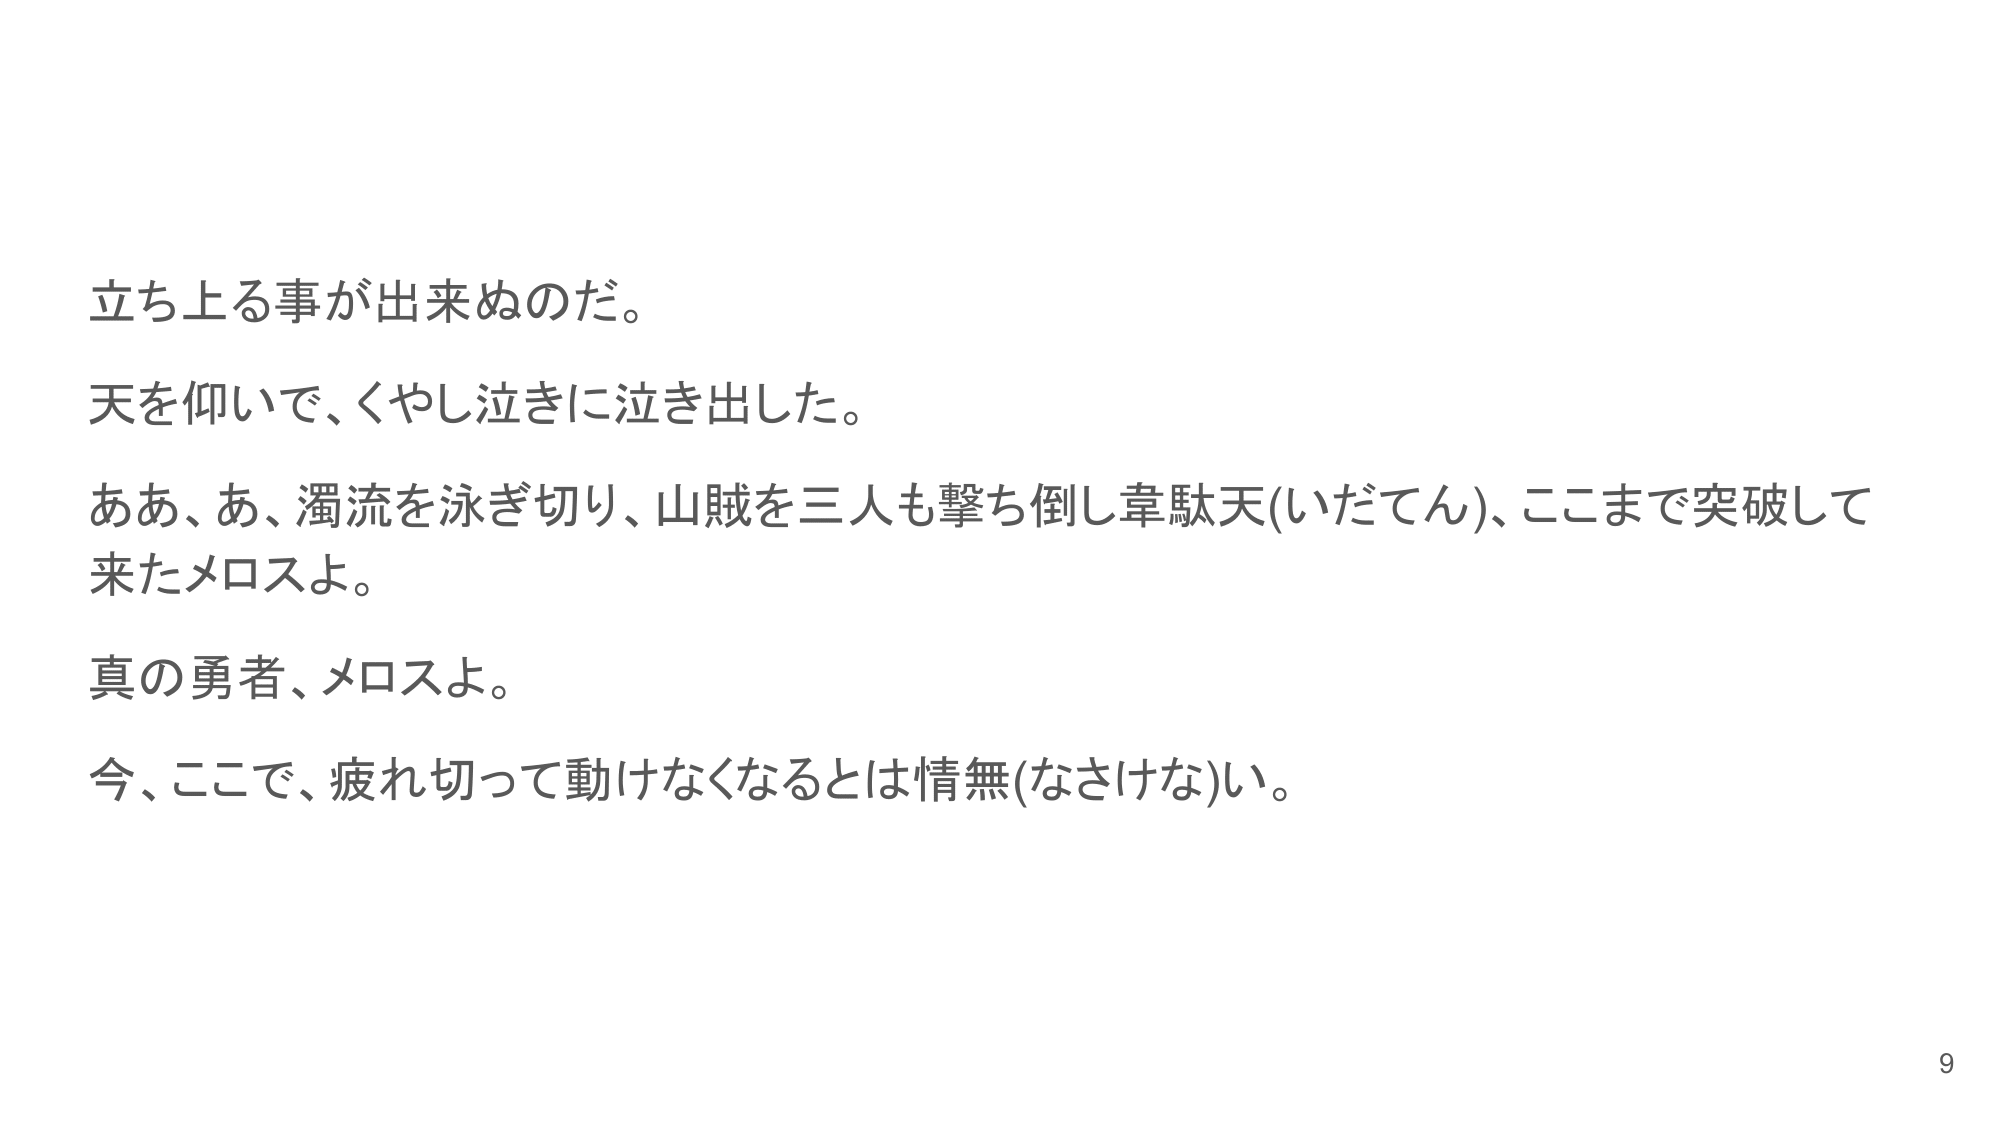 立ち上る事が出来ぬのだ。
天を仰いで、くやし泣きに泣き出した。
ああ、あ、濁流を泳ぎ切り、山賊を三人も撃ち倒し韋駄天(いだてん)、ここまで突破して
来たメロスよ。
真の勇者、メロスよ。
今、ここで、疲れ切って動けなくなるとは情無(なさけな)い。
9